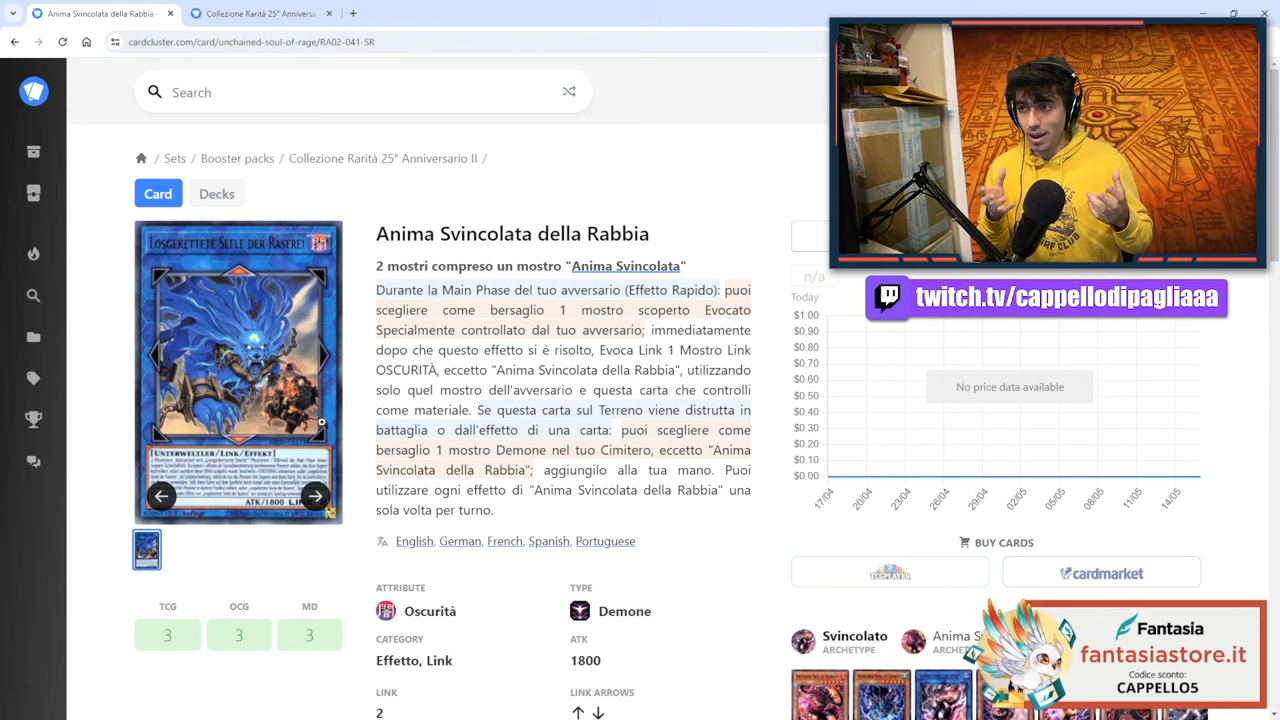 Anima Svincolata della Rabbia -
Collezione Rarità 25° Anniversa
cardcluster.com/card/unchained-soul-of-rage/RA02-041-SR
Search
/ Sets / Booster packs / Collezione Rarità 25° Anniversario II /
Card
Decks
LOSGEKETTETE SEELE DER RASEREI
[UNTERWELTLER/LINK/EFFEKT]
ATK/1800
Anima Svincolata della Rabbia
2 mostri compreso un mostro "Anima Svincolata"
Durante la Main Phase del tuo avversario (Effetto Rapido): puoi
scegliere come bersaglio 1 mostro scoperto Evocato
Specialmente controllato dal tuo avversario; immediatamente
dopo che questo effetto si è risolto, Evoca Link 1 Mostro Link
OSCURITÀ, eccetto "Anima Svincolata della Rabbia", utilizzando
solo quel mostro dell'avversario e questa carta che controlli
come materiale. Se questa carta sul Terreno viene distrutta in
battaglia o dall'effetto di una carta: puoi scegliere come
bersaglio 1 mostro Demone nel tuo Cimitero, eccetto "Anima
Svincolata della Rabbia"; aggiungilo alla tua mano. Puoi
utilizzare ogni effetto di "Anima Svincolata della Rabbia" una
sola volta per turno.
English, German, French, Spanish, Portuguese
TCG
OCG
MD
3
3
3
ATTRIBUTE
TYPE
Oscurità
Demone
CATEGORY
ATK
Effetto, Link
1800
LINK
LINK ARROWS
2
n/a
Today
$1.00
$0.90
$0.80
$0.70
$0.60
$0.50
$0.40
$0.30
$0.20
$0.10
$0.00
No price data available
17/04
20/04
23/04
26/04
29/04
02/05
05/05
08/05
11/05
14/05
BUY CARDS
TCGPLAYER
cardmarket
Svincolato
ARCHETYPE
Anima S
ARCHE
twitch.tv/cappellodipagliaaa
Fantasia
fantasiastore.it
Codice sconto:
CAPPELLO5